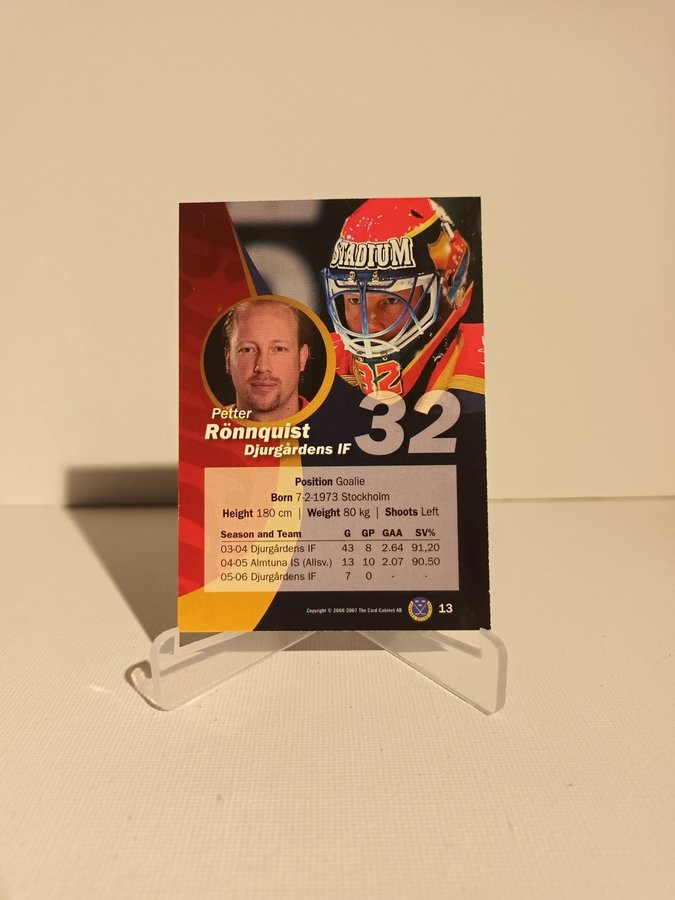 STADIUM
32
Petter
Rönnquist
Djurgårdens IF
32
Position Goalie
Born 7-2-1973 Stockholm
Height 180 cm | Weight 80 kg | Shoots Left
Season and Team G GP GAA SV%
03-04 Djurgårdens IF 43 8 2.64 91,20
04-05 Almtuna IS (Allsv.) 13 10 2.07 90,50
05-06 Djurgårdens IF 7 0 - -
Copyright © 2006-2007 The Card Cabinet AB
13